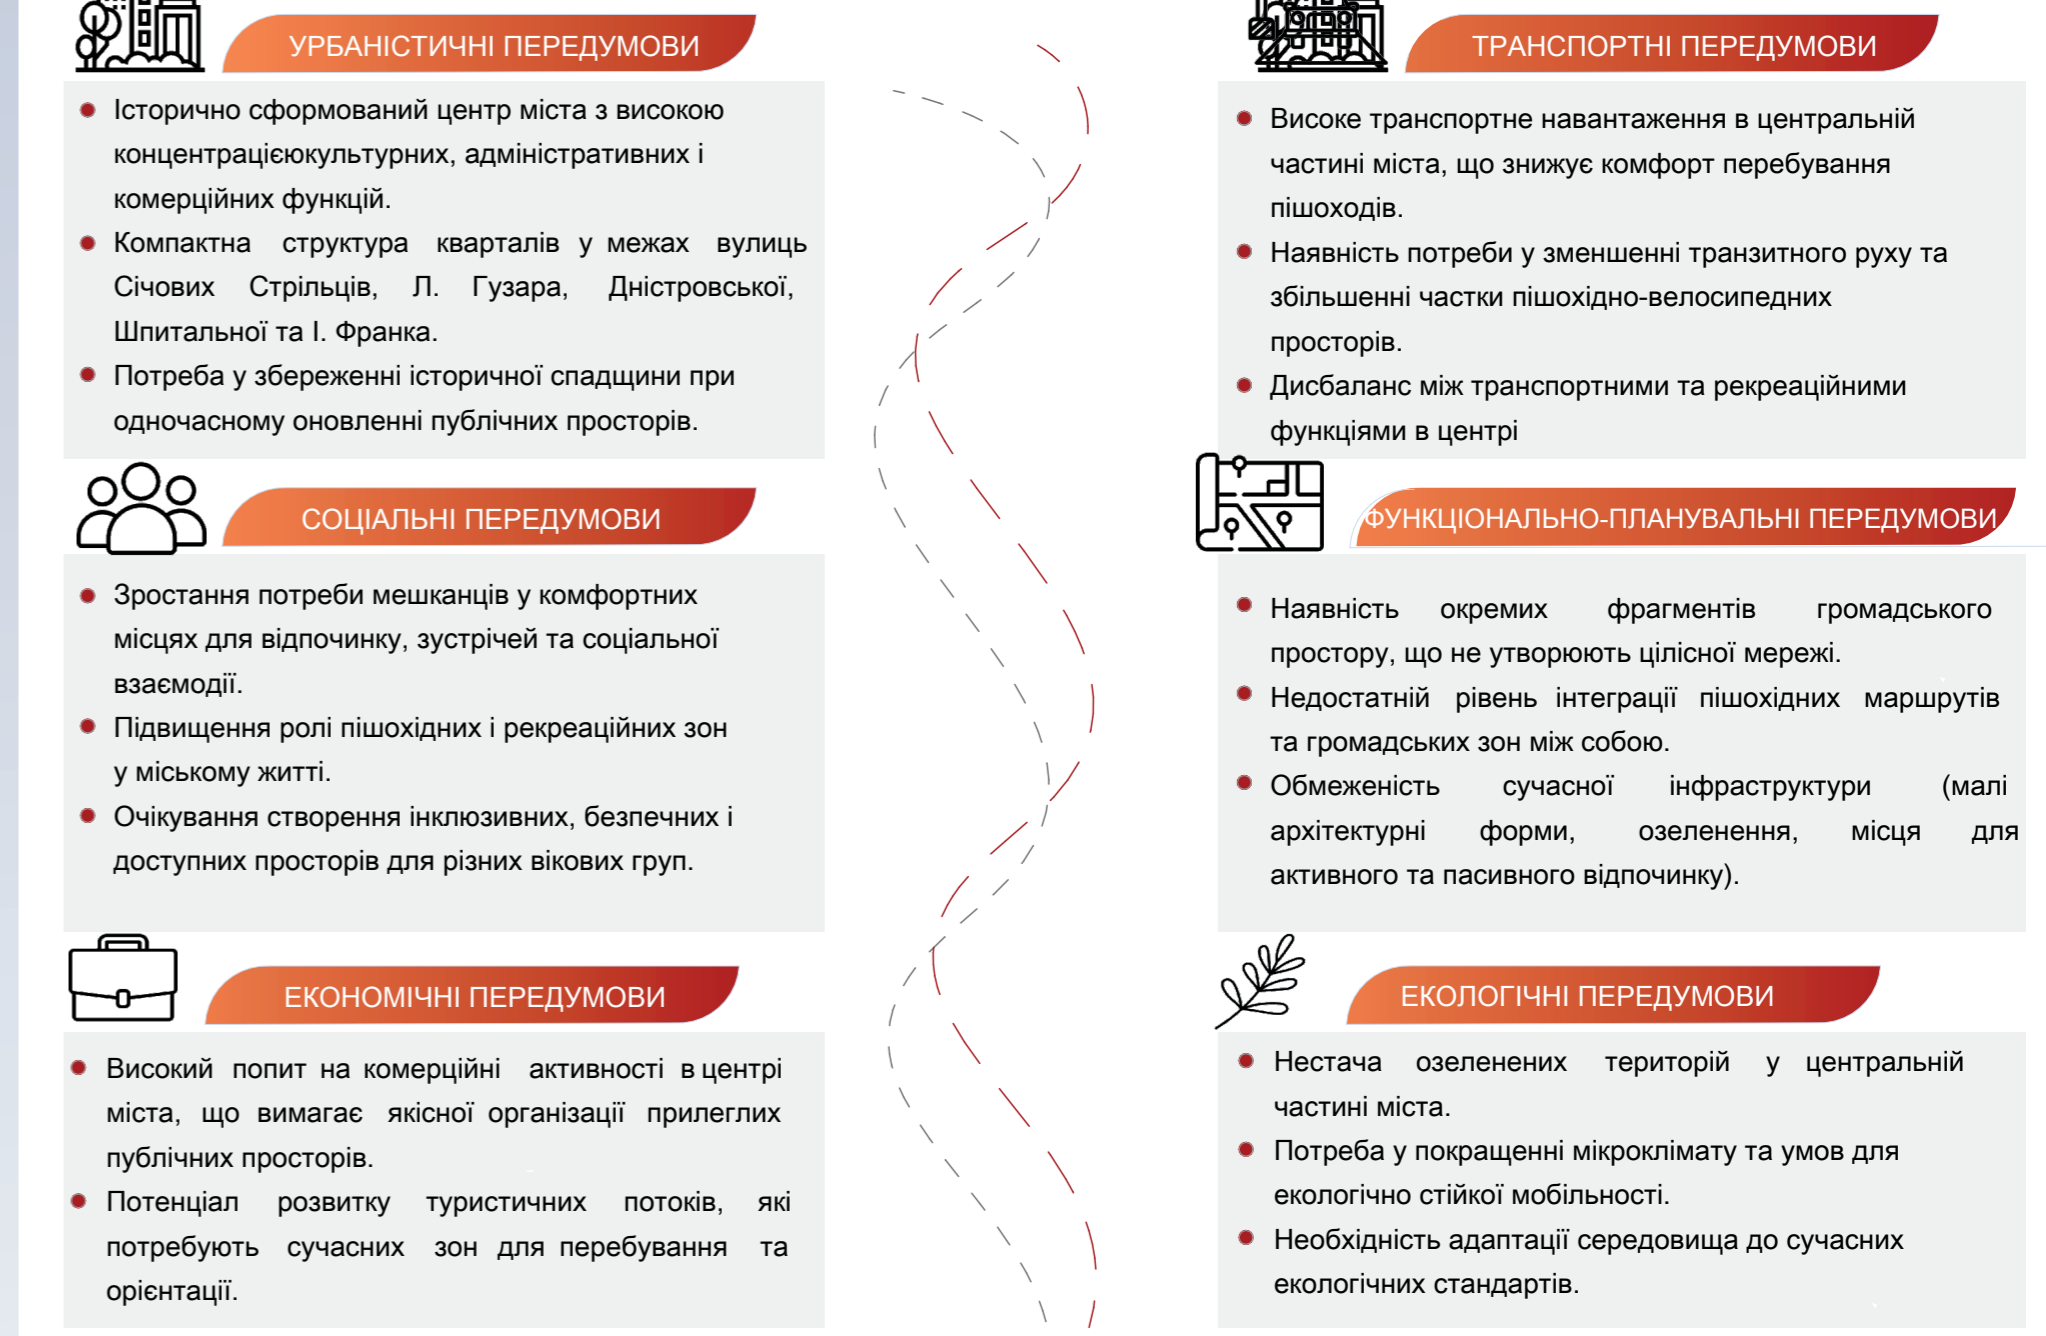 УРБАНІСТИЧНІ ПЕРЕДУМОВИ
Історично сформований центр міста з високою
концентрацієюкультурних, адміністративних і
комерційних функцій.
Компактна структура кварталів у межах вулиць
Січових Стрільців, Л. Гузара, Дністровської,
Шпитальної та І. Франка.
Потреба у збереженні історичної спадщини при
одночасному оновленні публічних просторів.
СОЦІАЛЬНІ ПЕРЕДУМОВИ
Зростання потреби мешканців у комфортних
місцях для відпочинку, зустрічей та соціальної
взаємодії.
Підвищення ролі пішохідних і рекреаційних зон
у міському житті.
Очікування створення інклюзивних, безпечних і
доступних просторів для різних вікових груп.
ЕКОНОМІЧНІ ПЕРЕДУМОВИ
Високий попит на комерційні активності в центрі
міста, що вимагає якісної організації прилеглих
публічних просторів.
Потенціал розвитку туристичних потоків, які
потребують сучасних зон для перебування та
орієнтації.
ТРАНСПОРТНІ ПЕРЕДУМОВИ
Високе транспортне навантаження в центральній
частині міста, що знижує комфорт перебування
пішоходів.
Наявність потреби у зменшенні транзитного руху та
збільшенні частки пішохідно-велосипедних
просторів.
Дисбаланс між транспортними та рекреаційними
функціями в центрі
ФУНКЦІОНАЛЬНО-ПЛАНУВАЛЬНІ ПЕРЕДУМОВИ
Наявність окремих фрагментів громадського
простору, що не утворюють цілісної мережі.
Недостатній рівень інтеграції пішохідних маршрутів
та громадських зон між собою.
Обмеженість сучасної інфраструктури (малі
архітектурні форми, озеленення, місця для
активного та пасивного відпочинку).
ЕКОЛОГІЧНІ ПЕРЕДУМОВИ
Нестача озеленених територій у центральній
частині міста.
Потреба у покращенні мікроклімату та умов для
екологічно стійкої мобільності.
Необхідність адаптації середовища до сучасних
екологічних стандартів.